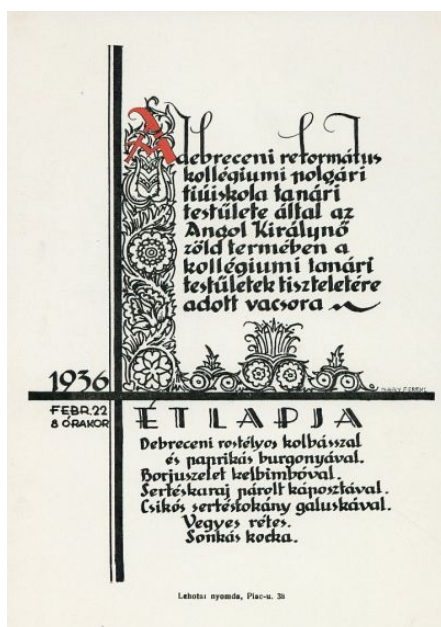 A debreceni református
kollégiumi polgári
fiúiskola tanári
testülete által az
Angol Királynő
zöld termében a
kollégiumi tanári
testületek tiszteletére
adott vacsora
1936
FEBR. 22
8 ÓRAKOR
ÉTLAPJA
Debreceni rostélyos kolbásszal
és paprikás burgonyával.
Borjuszelet kelbimbóval.
Sertéskaraj párolt káposztával.
Csikós sertéstokány galuskával.
Vegyes rétes.
Sonkás kocka.
Lehotai nyomda, Piac-u.